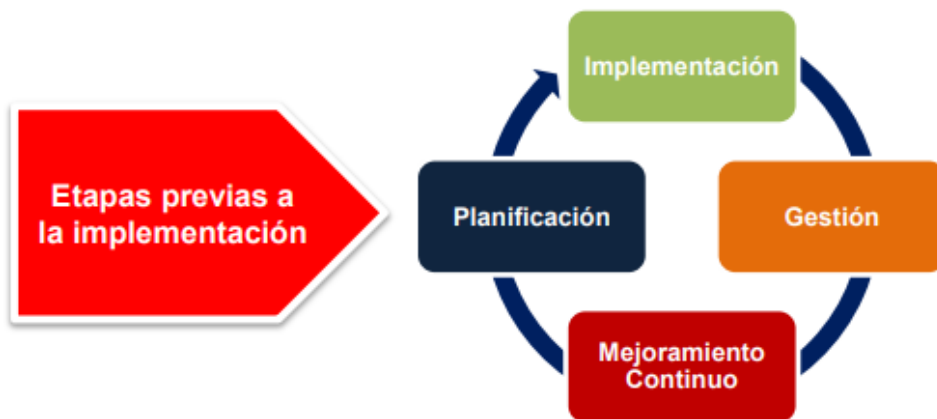 Etapas previas a
la implementación
Implementación
Planificación
Gestión
Mejoramiento
Continuo